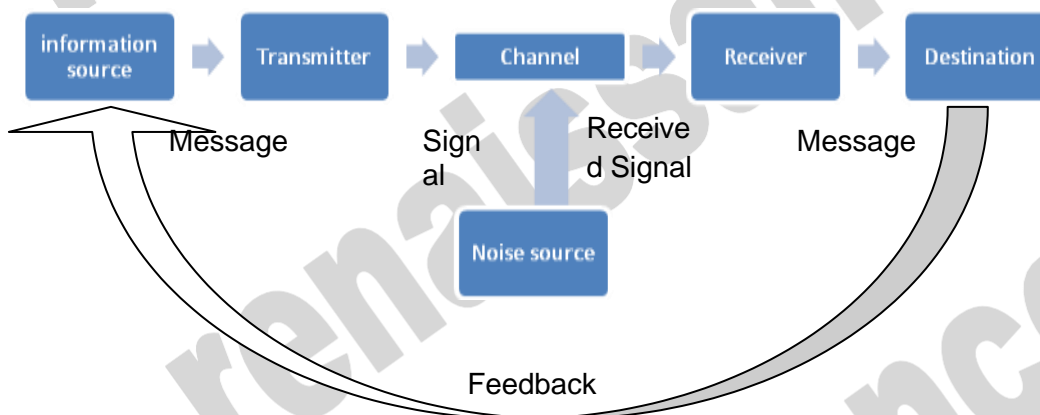 information
source
Transmitter
Channel
Receiver
Destination
Message
Sign
al
Receive
d Signal
Message
Noise source
Feedback